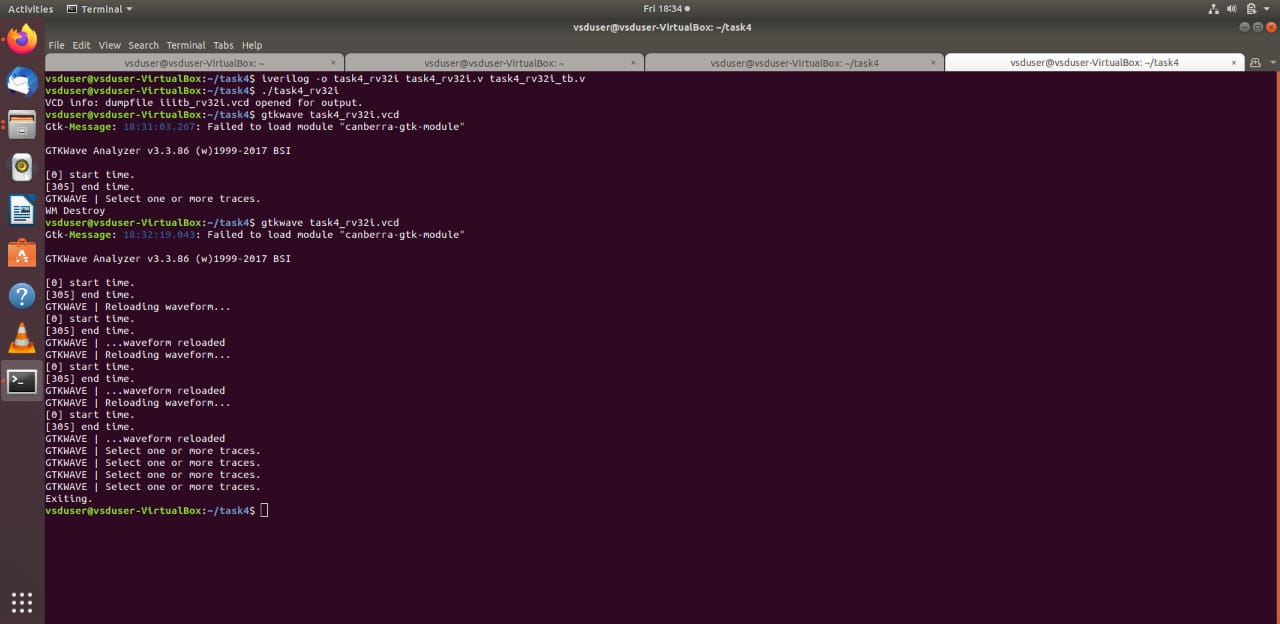 Activities Terminal Fri 18:34
vsduser@vsduser-VirtualBox: ~/task4
File Edit View Search Terminal Tabs Help
vsduser@vsduser-VirtualBox: ~ × vsduser@vsduser-VirtualBox: ~ × vsduser@vsduser-VirtualBox: ~/task4 × vsduser@vsduser-VirtualBox: ~/task4 ×
vsduser@vsduser-VirtualBox:~/task4$ iverilog -o task4_rv32i task4_rv32i.v task4_rv32i_tb.v
vsduser@vsduser-VirtualBox:~/task4$ ./task4_rv32i
VCD info: dumpfile iiitb_rv32i.vcd opened for output.
vsduser@vsduser-VirtualBox:~/task4$ gtkwave task4_rv32i.vcd
Gtk-Message: 18:31:03.267: Failed to load module "canberra-gtk-module"
GTKWave Analyzer v3.3.86 (w)1999-2017 BSI
[0] start time.
[305] end time.
GTKWAVE | Select one or more traces.
WM Destroy
vsduser@vsduser-VirtualBox:~/task4$ gtkwave task4_rv32i.vcd
Gtk-Message: 18:32:19.043: Failed to load module "canberra-gtk-module"
GTKWave Analyzer v3.3.86 (w)1999-2017 BSI
[0] start time.
[305] end time.
GTKWAVE | Reloading waveform...
[0] start time.
[305] end time.
GTKWAVE | ...waveform reloaded
GTKWAVE | Reloading waveform...
[0] start time.
[305] end time.
GTKWAVE | ...waveform reloaded
GTKWAVE | Reloading waveform...
[0] start time.
[305] end time.
GTKWAVE | ...waveform reloaded
GTKWAVE | Select one or more traces.
GTKWAVE | Select one or more traces.
GTKWAVE | Select one or more traces.
GTKWAVE | Select one or more traces.
Exiting.
vsduser@vsduser-VirtualBox:~/task4$